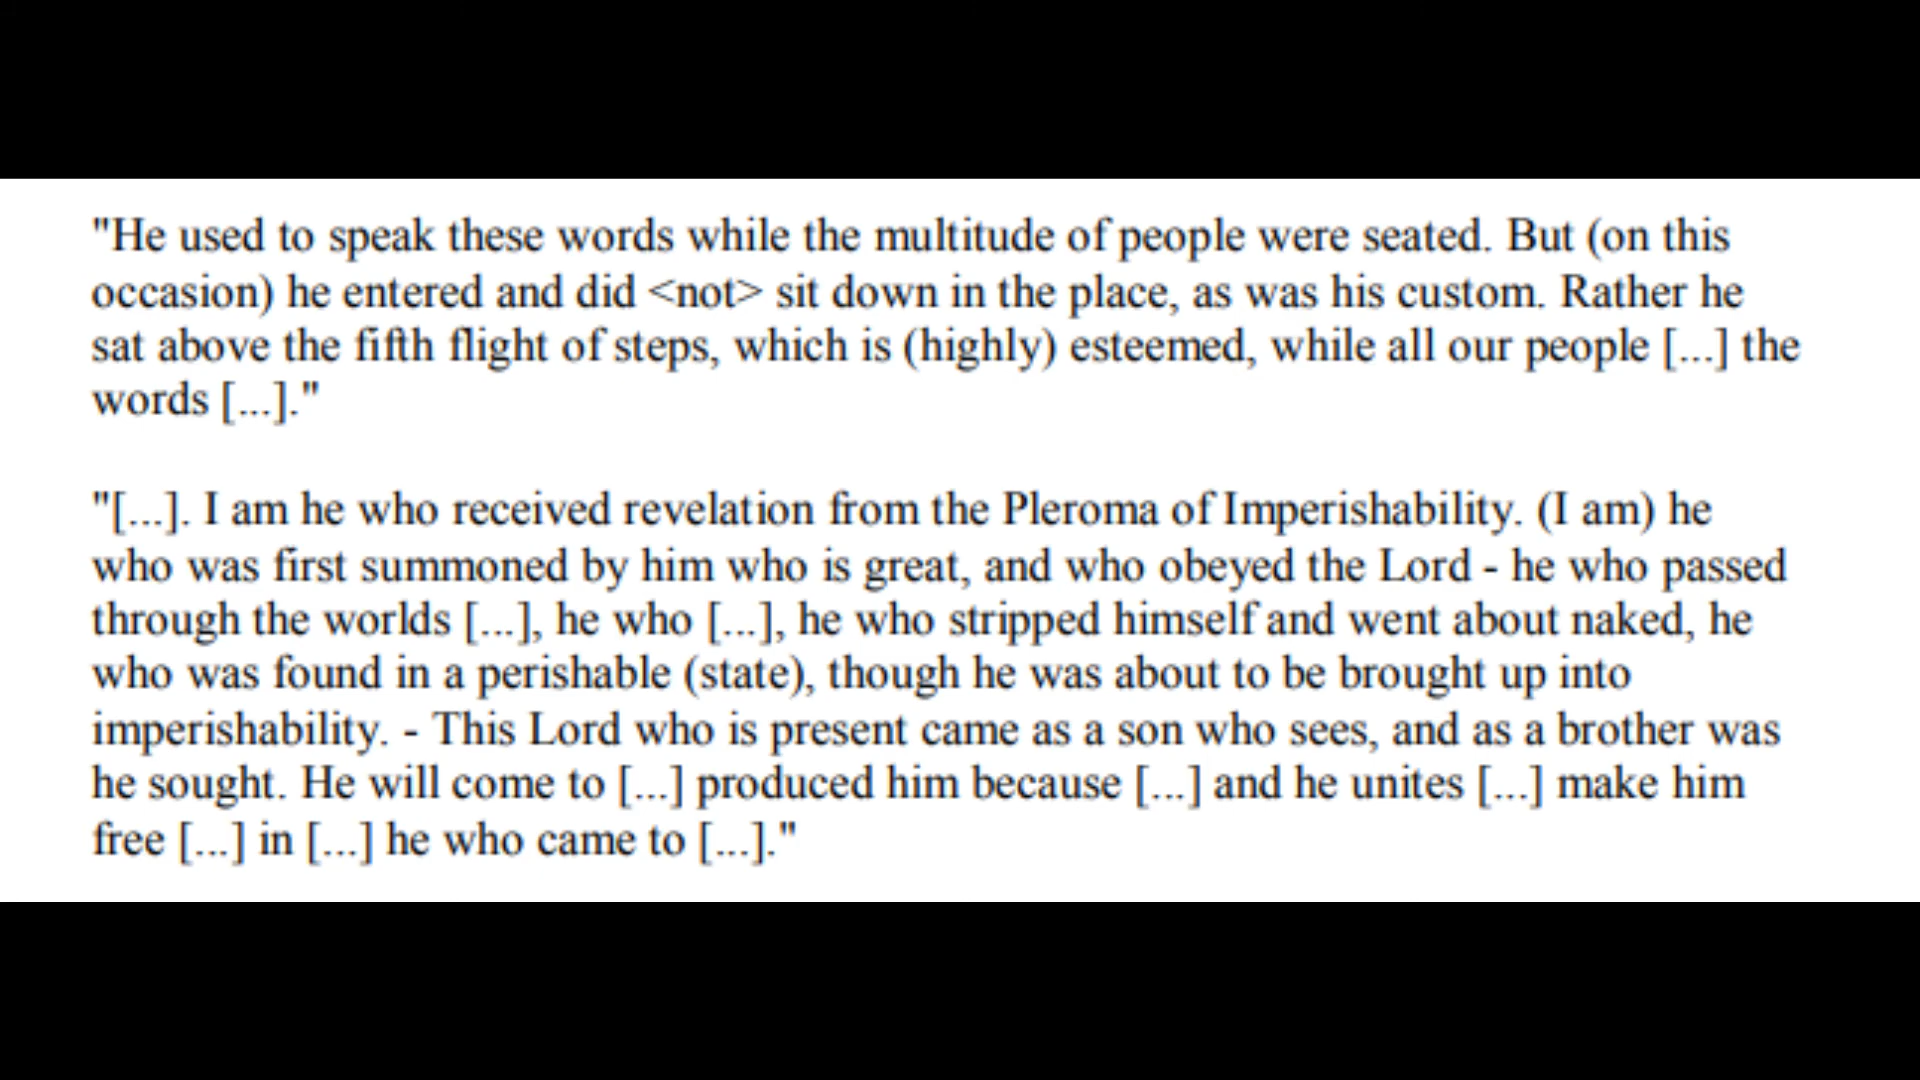 "He used to speak these words while the multitude of people were seated. But (on this
occasion) he entered and did <not> sit down in the place, as was his custom. Rather he
sat above the fifth flight of steps, which is (highly) esteemed, while all our people [...] the
words [...]."
"[...]. I am he who received revelation from the Pleroma of Imperishability. (I am) he
who was first summoned by him who is great, and who obeyed the Lord - he who passed
through the worlds [...], he who [...], he who stripped himself and went about naked, he
who was found in a perishable (state), though he was about to be brought up into
imperishability. - This Lord who is present came as a son who sees, and as a brother was
he sought. He will come to [...] produced him because [...] and he unites [...] make him
free [...] in [...] he who came to [...]."